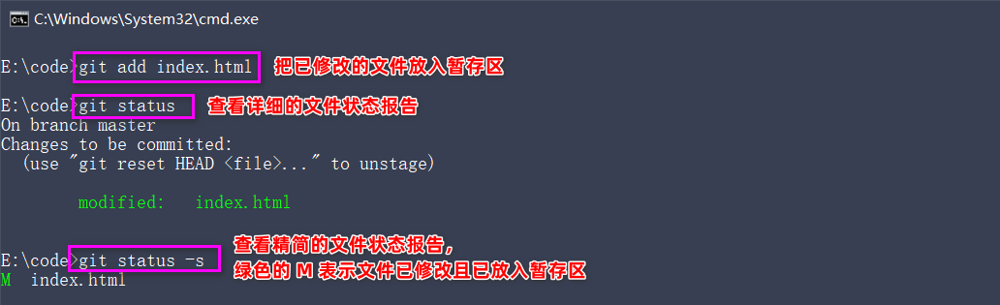 C:\Windows\System32\cmd.exe
E:\code>git add index.html 把已修改的文件放入暂存区
E:\code>git status 查看详细的文件状态报告
On branch master
Changes to be committed:
(use "git reset HEAD <file>..." to unstage)
modified: index.html
查看精简的文件状态报告，
E:\code>git status -s 绿色的 M 表示文件已修改且已放入暂存区
M index.html